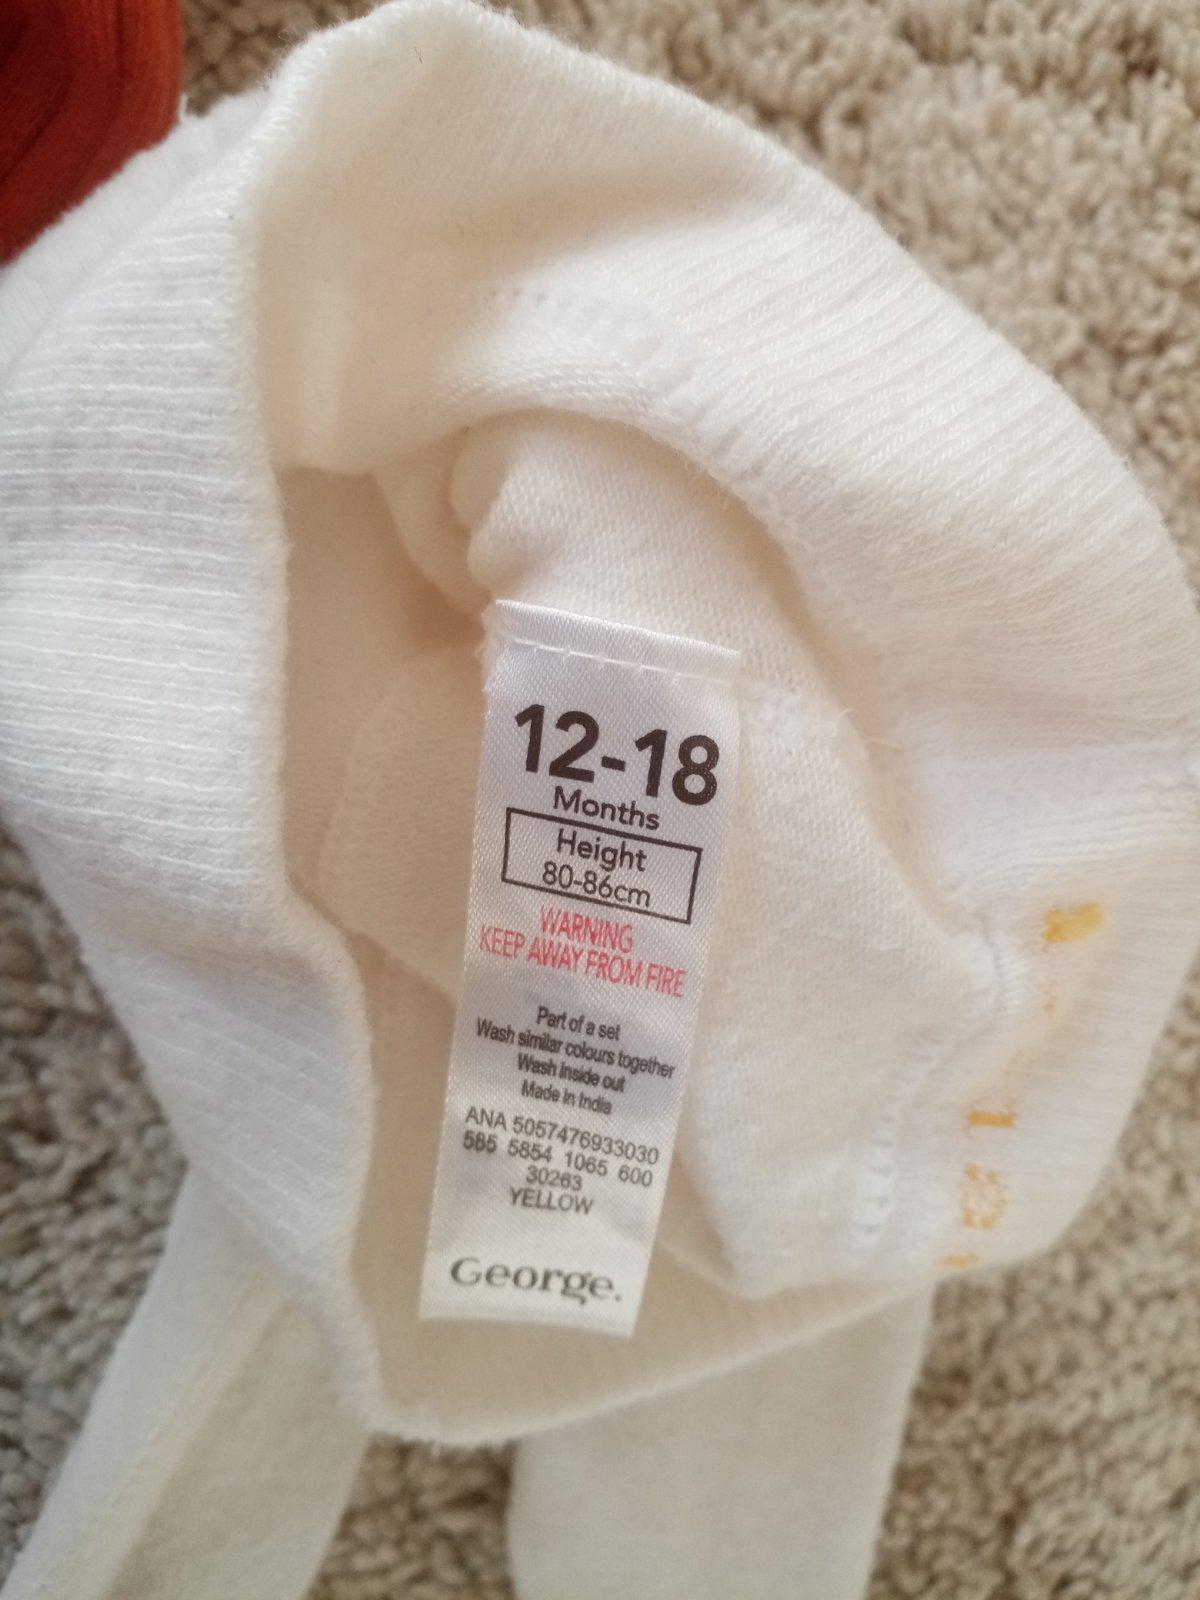 12-18
Months
Height
80-86cm
WARNING
KEEP AWAY FROM FIRE
Part of a set
Wash similar colours together
Wash inside out
Made in India
ANA 5057476933030
585 5854 1065 600
30263
YELLOW
George.